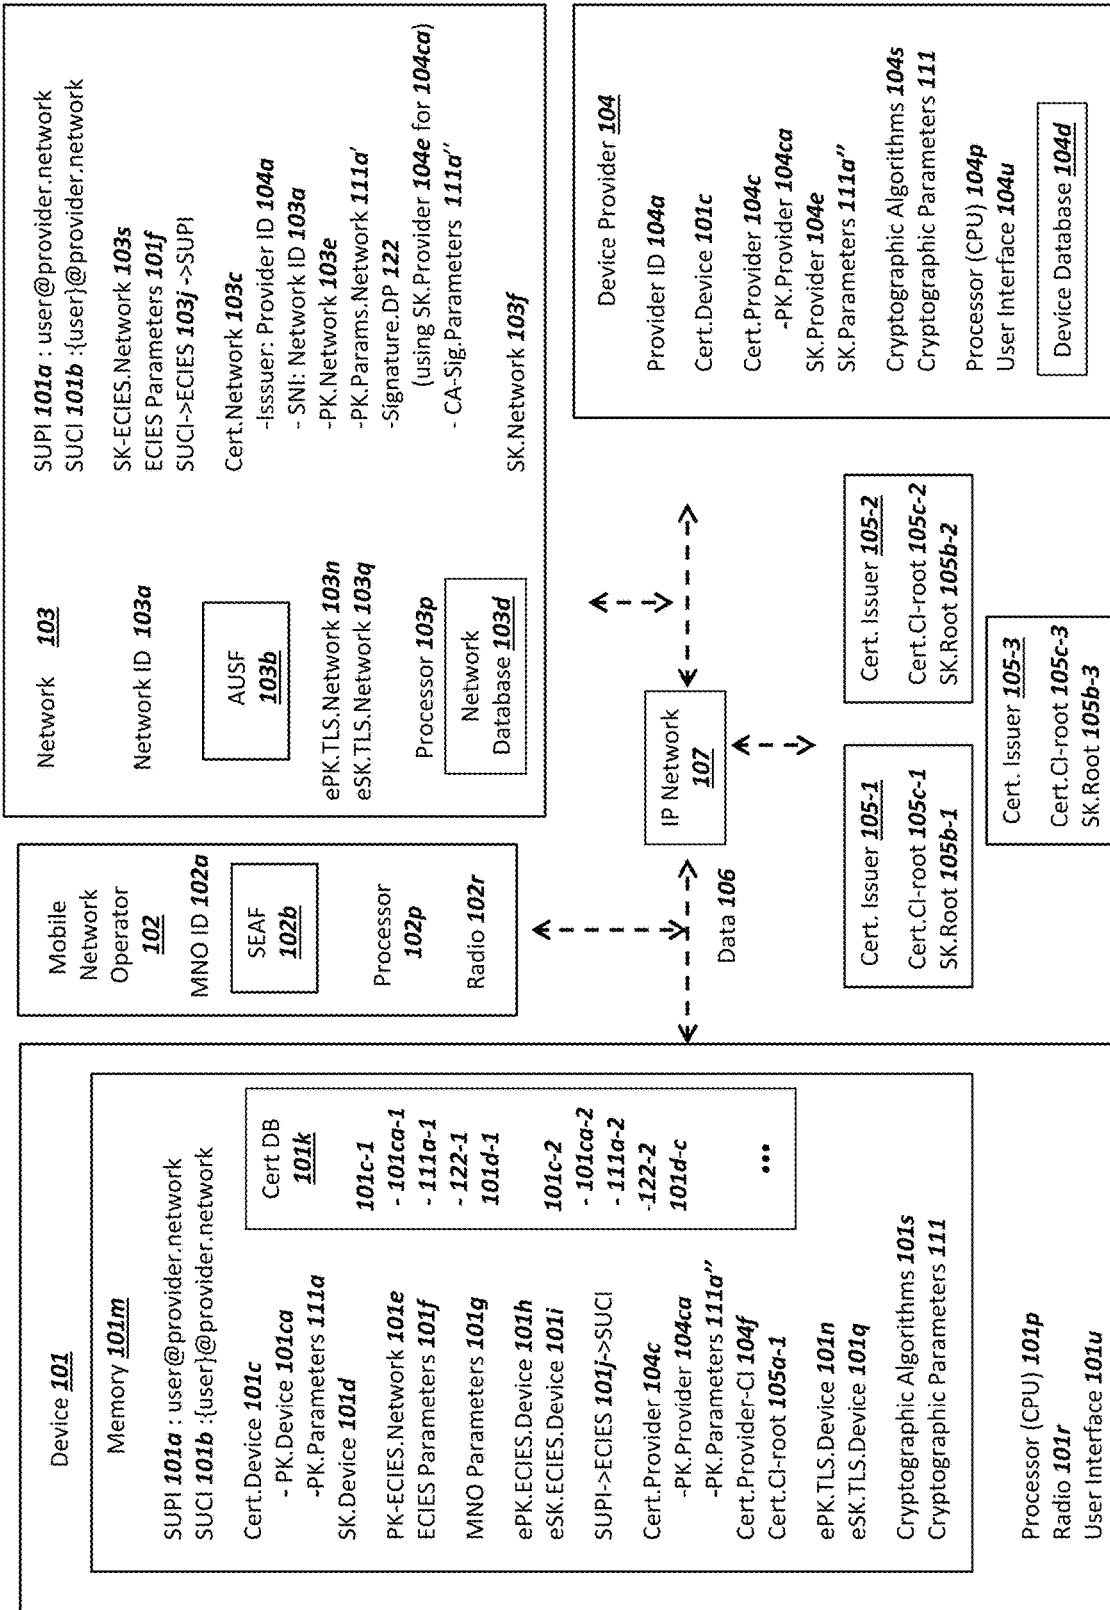 Device 101
Memory 101m
SUPI 101a : user@provider.network
SUCI 101b :{user}@provider.network
Cert.Device 101c
- PK.Device 101ca
-PK.Parameters 111a
SK.Device 101d
PK-ECIES.Network 101e
ECIES Parameters 101f
MNO Parameters 101g
ePK.ECIES.Device 101h
eSK.ECIES.Device 101i
SUPI->ECIES 101j->SUCI
Cert.Provider 104c
-PK.Provider 104ca
-PK.Parameters 111a’’
Cert.Provider-CI 104f
Cert.CI-root 105a-1
ePK.TLS.Device 101n
eSK.TLS.Device 101q
Cryptographic Algorithms 101s
Cryptographic Parameters 111
Cert DB
101k
101c-1
- 101ca-1
- 111a-1
- 122-1
101d-1
101c-2
- 101ca-2
- 111a-2
-122-2
101d-c
...
Processor (CPU) 101p
Radio 101r
User Interface 101u
Mobile
Network
Operator
102
MNO ID 102a
SEAF
102b
Processor
102p
Radio 102r
Network 103
Network ID 103a
AUSF
103b
ePK.TLS.Network 103n
eSK.TLS.Network 103q
Processor 103p
Network
Database 103d
SUPI 101a : user@provider.network
SUCI 101b :{user}@provider.network
SK-ECIES.Network 103s
ECIES Parameters 101f
SUCI->ECIES 103j ->SUPI
Cert.Network 103c
-Isssuer: Provider ID 104a
- SNI: Network ID 103a
-PK.Network 103e
-PK.Params.Network 111a’
-Signature.DP 122
(using SK.Provider 104e for 104ca)
- CA-Sig.Parameters 111a’’
SK.Network 103f
Data 106
IP Network
107
Cert. Issuer 105-1
Cert.CI-root 105c-1
SK.Root 105b-1
Cert. Issuer 105-2
Cert.CI-root 105c-2
SK.Root 105b-2
Cert. Issuer 105-3
Cert.CI-root 105c-3
SK.Root 105b-3
Device Provider 104
Provider ID 104a
Cert.Device 101c
Cert.Provider 104c
-PK.Provider 104ca
SK.Provider 104e
SK.Parameters 111a’’
Cryptographic Algorithms 104s
Cryptographic Parameters 111
Processor (CPU) 104p
User Interface 104u
Device Database 104d